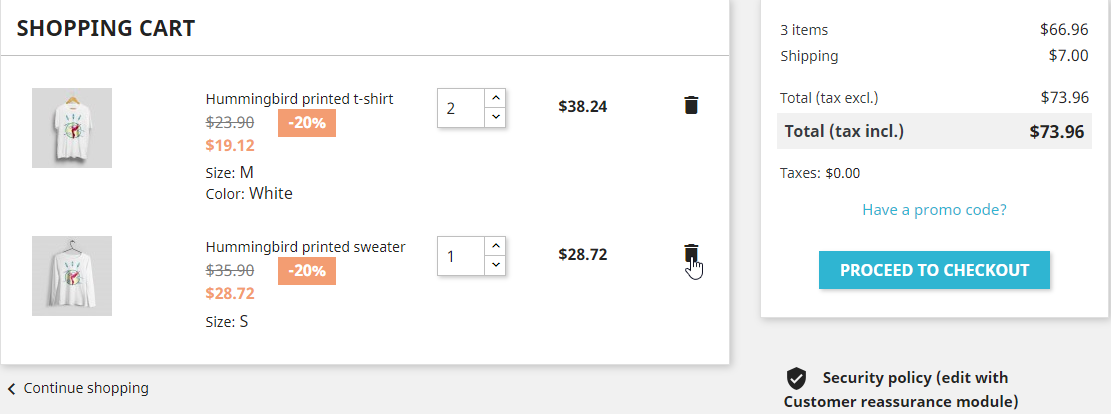 SHOPPING CART
Hummingbird printed t-shirt
$23.90 -20%
$19.12
Size: M
Color: White
2
$38.24
Hummingbird printed sweater
$35.90 -20%
$28.72
Size: S
1
$28.72
Continue shopping
3 items $66.96
Shipping $7.00
Total (tax excl.) $73.96
Total (tax incl.) $73.96
Taxes: $0.00
Have a promo code?
PROCEED TO CHECKOUT
Security policy (edit with
Customer reassurance module)